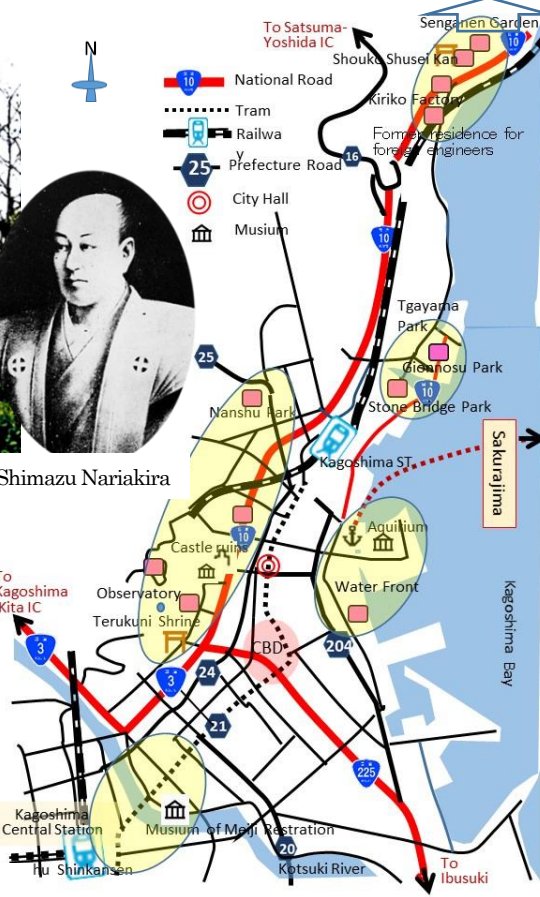 To Satsuma-
Yoshida IC
Senganen Garden
10
Shouko Shusei Kan
N
National Road
10
Kiriko Factory
Tram
Railwa
y
Former residence for
foreign engineers
25 Prefecture Road
16
City Hall
Musium
10
Tgayama
Park
25
Gionnosu Park
Nanshu Park
10
Stone Bridge Park
Sakurajima
Kagoshima ST
Shimazu Nariakira
Aquilium
10
Castle ruins
To
Kagoshima
Kita IC
Observatory
Water Front
Kagoshima Bay
Terukuni Shrine
3
CBD
204
3
24
21
225
Kagoshima
Central Station
Musium of Meiji Restration
20
hu Shinkansen
Kotsuki River
To
Ibusuki